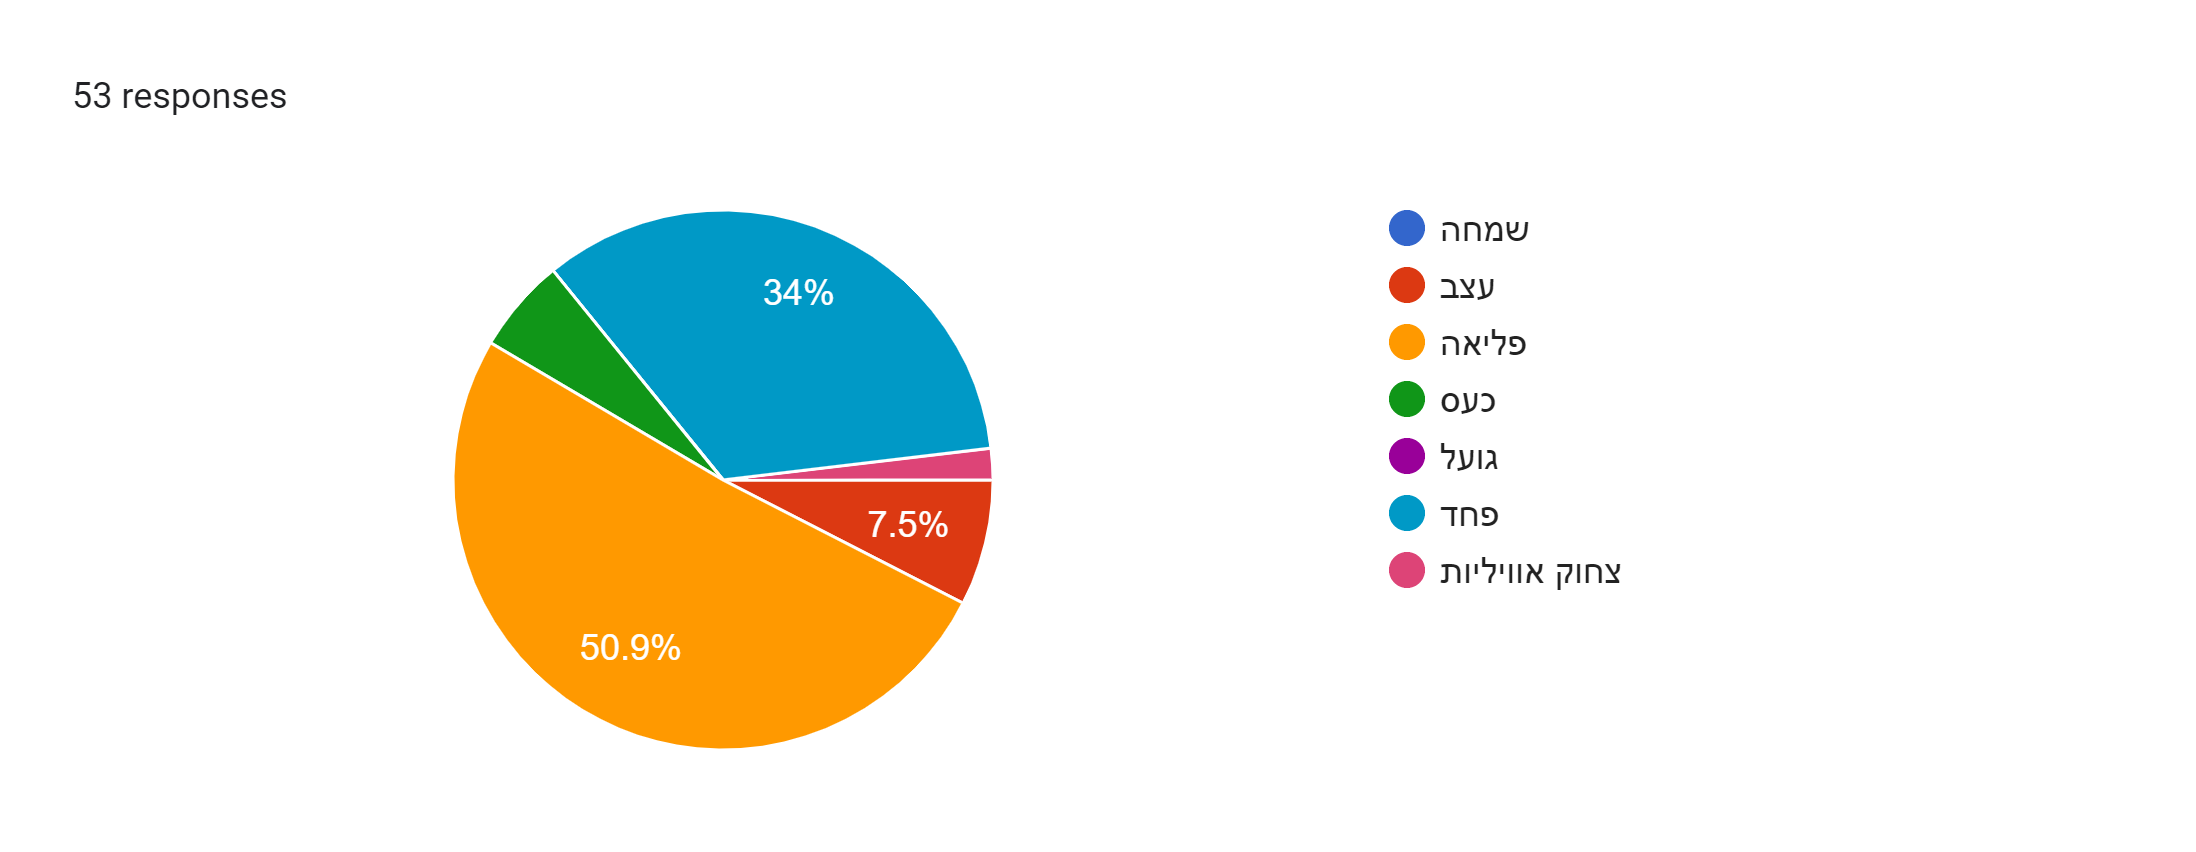 53 responses
34%
7.5%
50.9%
שמחה
עצב
פליאה
כעס
גועל
פחד
צחוק אוויליות